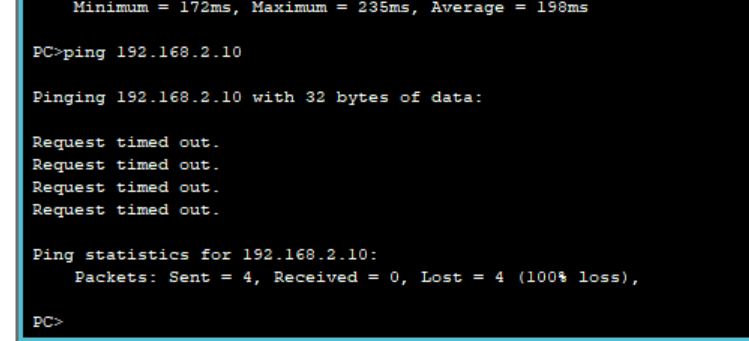 Minimum = 172ms, Maximum = 235ms, Average = 198ms
PC>ping 192.168.2.10
Pinging 192.168.2.10 with 32 bytes of data:
Request timed out.
Request timed out.
Request timed out.
Request timed out.
Ping statistics for 192.168.2.10:
Packets: Sent = 4, Received = 0, Lost = 4 (100% loss),
PC>